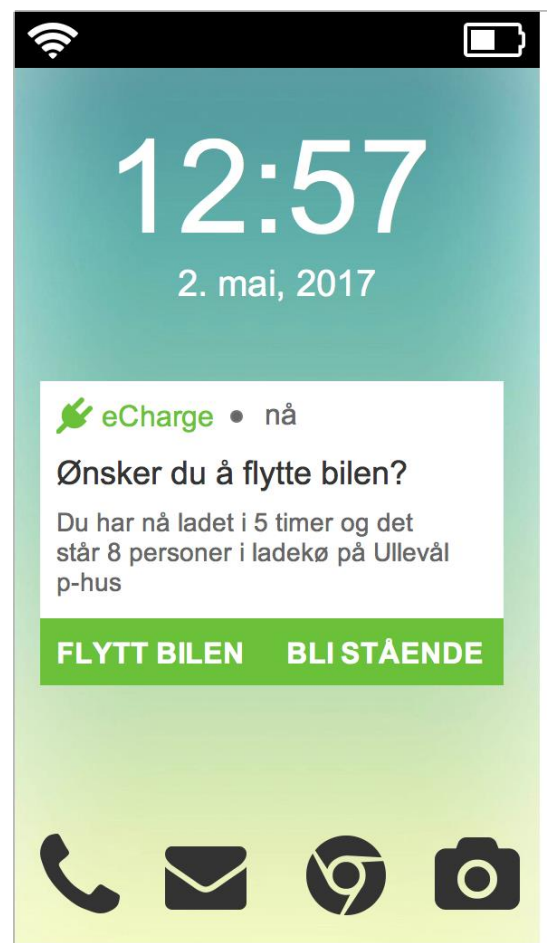 12:57
2. mai, 2017
eCharge • nå
Ønsker du å flytte bilen?
Du har nå ladet i 5 timer og det
står 8 personer i ladekø på Ullevål
p-hus
FLYTT BILEN BLI STÅENDE